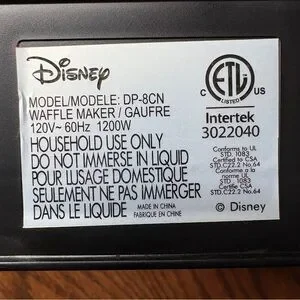 Disney
MODEL/MODELE: DP-8CN
WAFFLE MAKER / GAUFRE
120V~ 60Hz 1200W
HOUSEHOLD USE ONLY
DO NOT IMMERSE IN LIQUID
POUR LUSAGE DOMESTIQUE
SEULEMENT NE PAS IMMERGER
DANS LE LIQUIDE
MADE IN CHINA
FABRIQUE EN CHINE
C US
ETL
LISTED
Intertek
3022040
Conforms to UL
STD. 1083
Certified to CSA
STD.C22.2 No.64
Conforme a la
norme UL
STD. 1083
Certifie CSA
STD.C22.2 No.64
© Disney